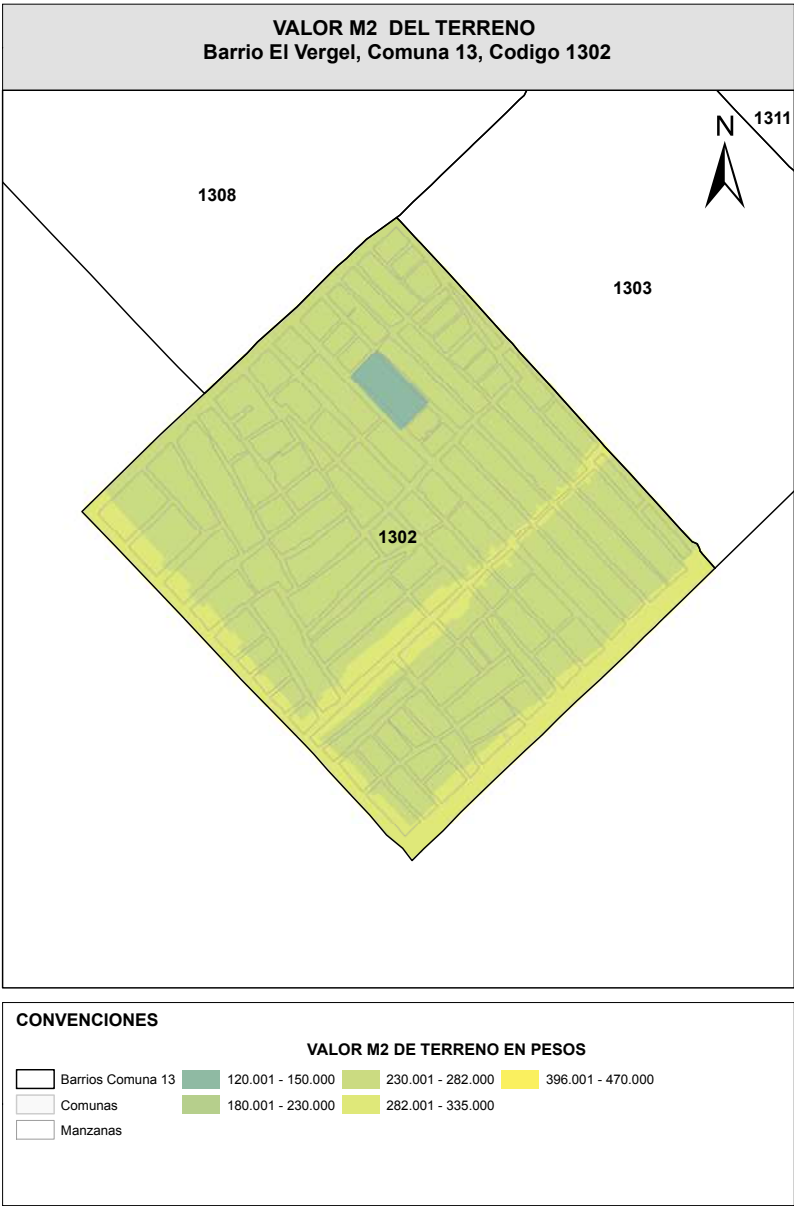 VALOR M2 DEL TERRENO
Barrio El Vergel, Comuna 13, Codigo 1302
1311
N
1308
1303
1302
CONVENCIONES
VALOR M2 DE TERRENO EN PESOS
Barrios Comuna 13
120.001 - 150.000
230.001 - 282.000
396.001 - 470.000
Comunas
180.001 - 230.000
282.001 - 335.000
Manzanas